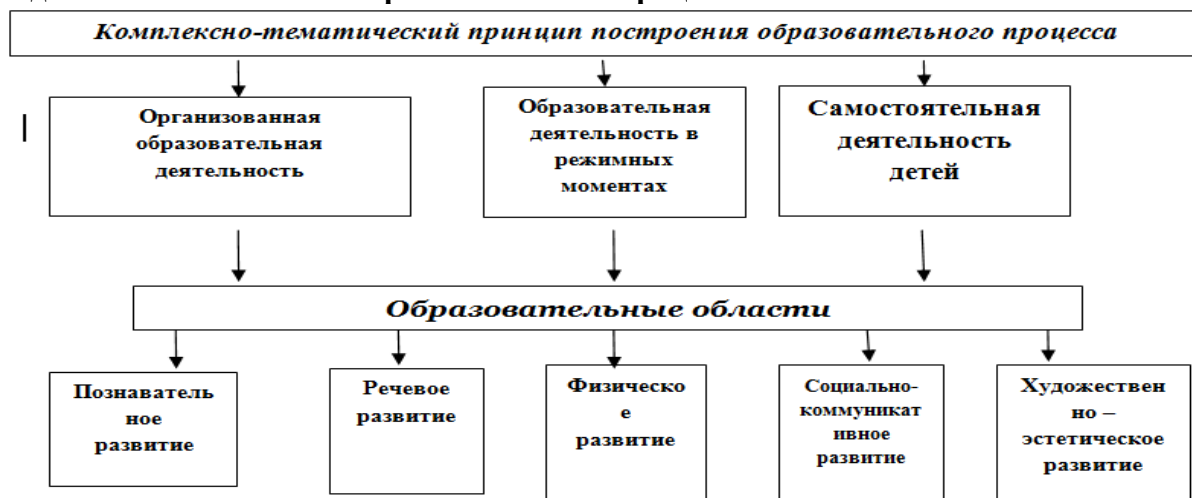 Комплексно-тематический принцип построения образовательного процесса
Организованная
образовательная
деятельность
Образовательная
деятельность в
режимных
моментах
Самостоятельная
деятельность
детей
Образовательные области
Познаватель
ное
развитие
Речевое
развитие
Физическо
е
развитие
Социально-
коммуникат
ивное
развитие
Художествен
но –
эстетическое
развитие